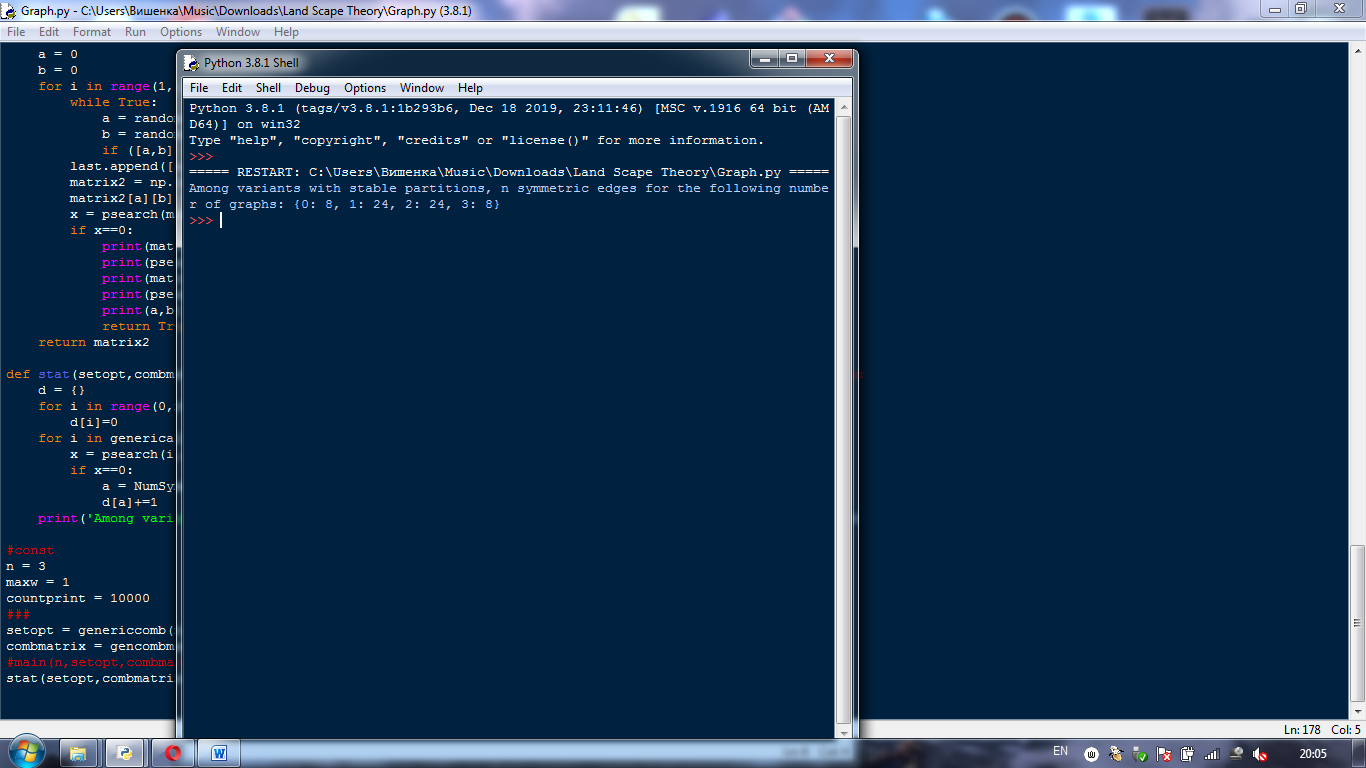 Graph.py - C:\Users\Вишенка\Music\Downloads\Land Scape Theory\Graph.py (3.8.1)
File Edit Format Run Options Window Help
a = 0
b = 0
for i in range(1,
while True:
a = rando
b = rando
if ([a,b]
last.append([
matrix2 = np.
matrix2[a][b]
x = psearch(m
if x==0:
print(mat
print(pse
print(mat
print(pse
print(a,b
return Tr
return matrix2
def stat(setopt,combm
d = {}
for i in range(0,
d[i]=0
for i in generica
x = psearch(i
if x==0:
a = NumSy
d[a]+=1
print('Among vari
#const
n = 3
maxw = 1
countprint = 10000
###
setopt = genericcomb(
combmatrix = gencombm
#main(n,setopt,combma
stat(setopt,combmatri
Python 3.8.1 Shell
File Edit Shell Debug Options Window Help
Python 3.8.1 (tags/v3.8.1:1b293b6, Dec 18 2019, 23:11:46) [MSC v.1916 64 bit (AM
D64)] on win32
Type "help", "copyright", "credits" or "license()" for more information.
>>>
===== RESTART: C:\Users\Вишенка\Music\Downloads\Land Scape Theory\Graph.py =====
Among variants with stable partitions, n symmetric edges for the following numbe
r of graphs: {0: 8, 1: 24, 2: 24, 3: 8}
>>>
Ln: 178 Col: 5
EN
20:05